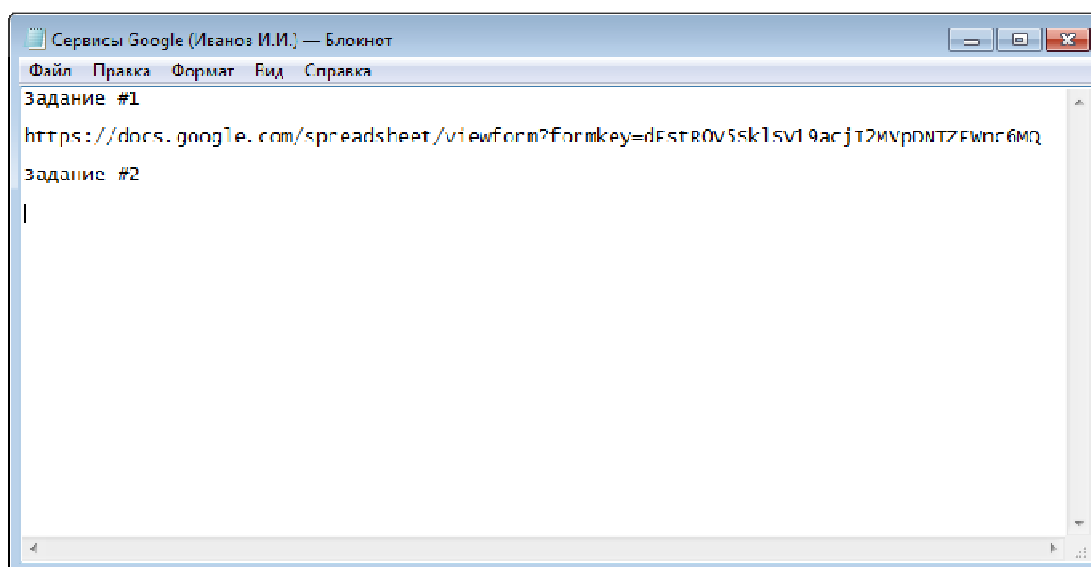 Сервисы Google (Иванов И.И.) — Блокнот
Файл Правка Формат Вид Справка
Задание #1
https://docs.google.com/spreadsheet/viewform?formkey=
Задание #2